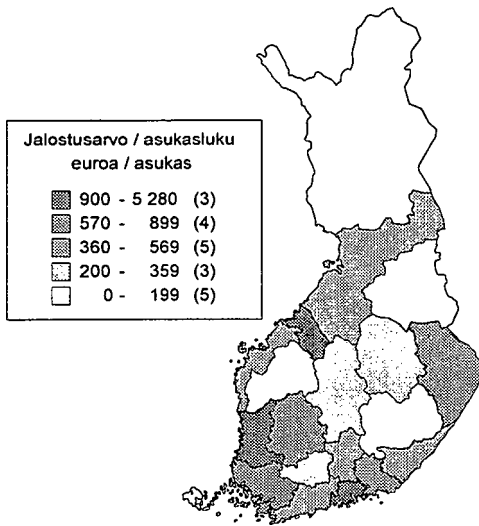 Jalostusarvo / asukasluku
euroa / asukas
900 - 5 280 (3)
570 - 899 (4)
360 - 569 (5)
200 - 359 (3)
0 - 199 (5)